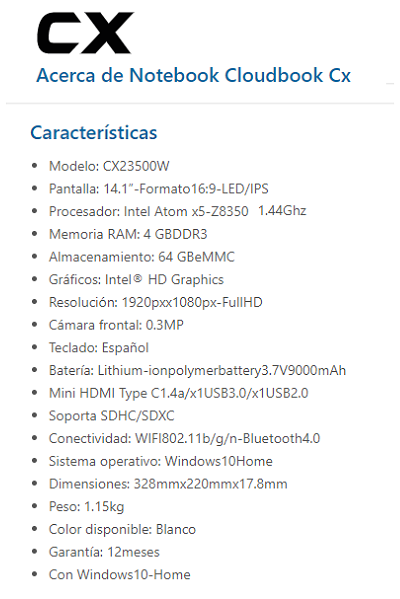 CX
Acerca de Notebook Cloudbook Cx
Características
• Modelo: CX23500W
• Pantalla: 14.1”-Formato16:9-LED/IPS
• Procesador: Intel Atom x5-Z8350 1.44Ghz
• Memoria RAM: 4 GBDDR3
• Almacenamiento: 64 GBeMMC
• Gráficos: Intel® HD Graphics
• Resolución: 1920pxx1080px-FullHD
• Cámara frontal: 0.3MP
• Teclado: Español
• Batería: Lithium-ionpolymerbattery3.7V9000mAh
• Mini HDMI Type C1.4a/x1USB3.0/x1USB2.0
• Soporta SDHC/SDXC
• Conectividad: WIFI802.11b/g/n-Bluetooth4.0
• Sistema operativo: Windows10Home
• Dimensiones: 328mmx220mmx17.8mm
• Peso: 1.15kg
• Color disponible: Blanco
• Garantía: 12meses
• Con Windows10-Home